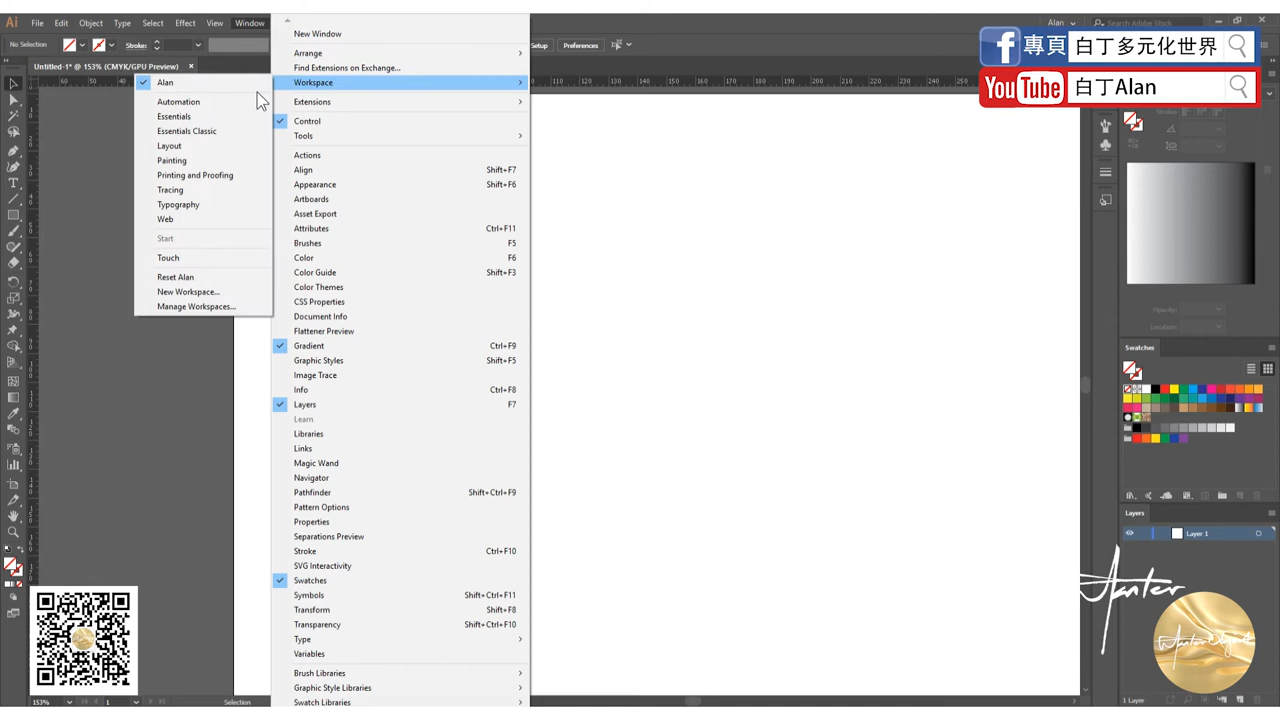 Ai File Edit Object Type Select Effect View Window
Alan
Search Adobe Stock
No Selection
Stroke:
Setup
Preferences
專頁 白丁多元化世界
YouTube 白丁Alan
Untitled-1* @ 153% (CMYK/GPU Preview) ×
Alan
Automation
Essentials
Essentials Classic
Layout
Painting
Printing and Proofing
Tracing
Typography
Web
Start
Touch
Reset Alan
New Workspace...
Manage Workspaces...
New Window
Arrange
Find Extensions on Exchange...
Workspace
Extensions
Control
Tools
Actions
Align Shift+F7
Appearance Shift+F6
Artboards
Asset Export
Attributes Ctrl+F11
Brushes F5
Color F6
Color Guide Shift+F3
Color Themes
CSS Properties
Document Info
Flattener Preview
Gradient Ctrl+F9
Graphic Styles Shift+F5
Image Trace
Info Ctrl+F8
Layers F7
Learn
Libraries
Links
Magic Wand
Navigator
Pathfinder Shift+Ctrl+F9
Pattern Options
Properties
Separations Preview
Stroke Ctrl+F10
SVG Interactivity
Swatches
Symbols Shift+Ctrl+F11
Transform Shift+F8
Transparency Shift+Ctrl+F10
Type
Variables
Brush Libraries
Graphic Style Libraries
Swatch Libraries
Stroke:
Opacity:
Location:
Swatches
Layers
Layer 1
1 Layer
153%
1
Selection